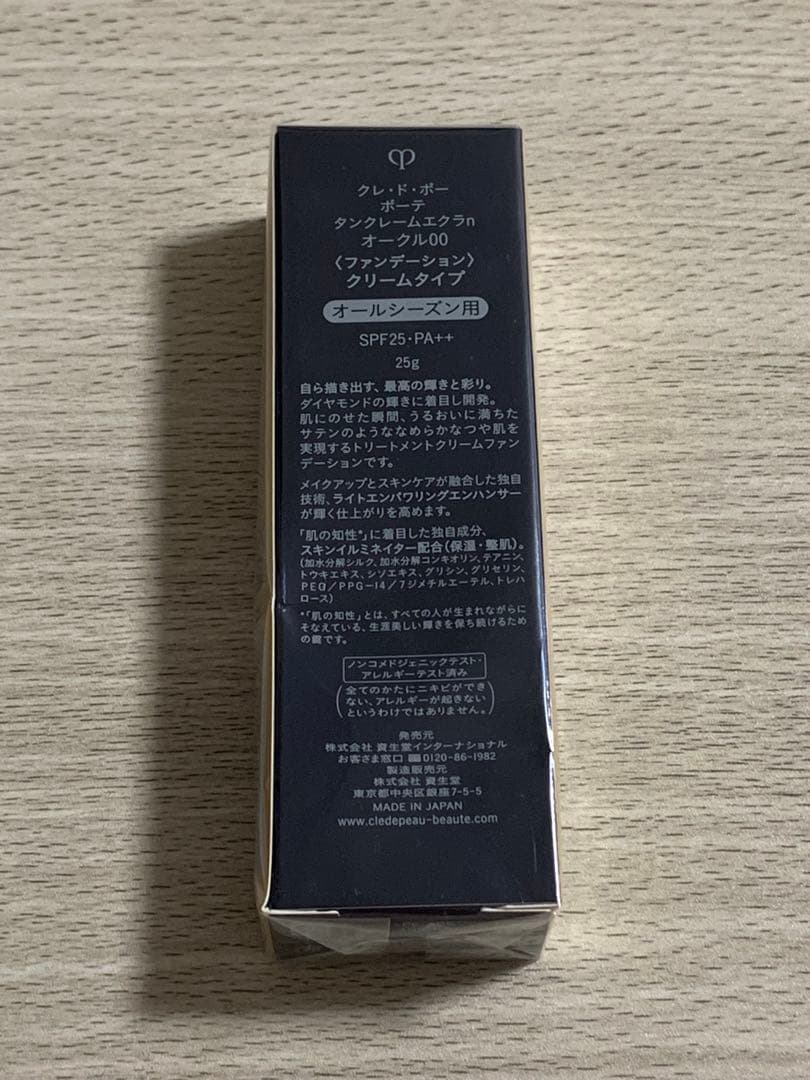 クレ・ド・ポー
ボーテ
タンクレームエクラn
オークル00
〈ファンデーション〉
クリームタイプ
オールシーズン用
SPF25・PA++
25g
自ら描き出す、最高の輝きと彩り。
ダイヤモンドの輝きに着目し開発。
肌にのせた瞬間、うるおいに満ちた
サテンのようななめらかなつや肌を
実現するトリートメントクリームファン
デーションです。
メイクアップとスキンケアが融合した独自
技術、ライトエンパワリングエンハンサー
が輝く仕上がりを高めます。
「肌の知性*」に着目した独自成分、
スキンイルミネイター配合(保湿・整肌)。
(加水分解シルク、加水分解コンキオリン、テアニン、
トウキエキス、シソエキス、グリシン、グリセリン、
PEG/PPG-14/7ジメチルエーテル、トレハ
ロース)
*「肌の知性」とは、すべての人が生まれながらに
そなえている、生涯美しい輝きを保ち続けるため
の鍵です。
ノンコメドジェニックテスト・
アレルギーテスト済み
(全てのかたにニキビができ
ない、アレルギーが起きない
というわけではありません。)
発売元
株式会社 資生堂インターナショナル
お客さま窓口 0120-86-1982
製造販売元
株式会社 資生堂
東京都中央区銀座7-5-5
MADE IN JAPAN
www.cledepeau-beaute.com